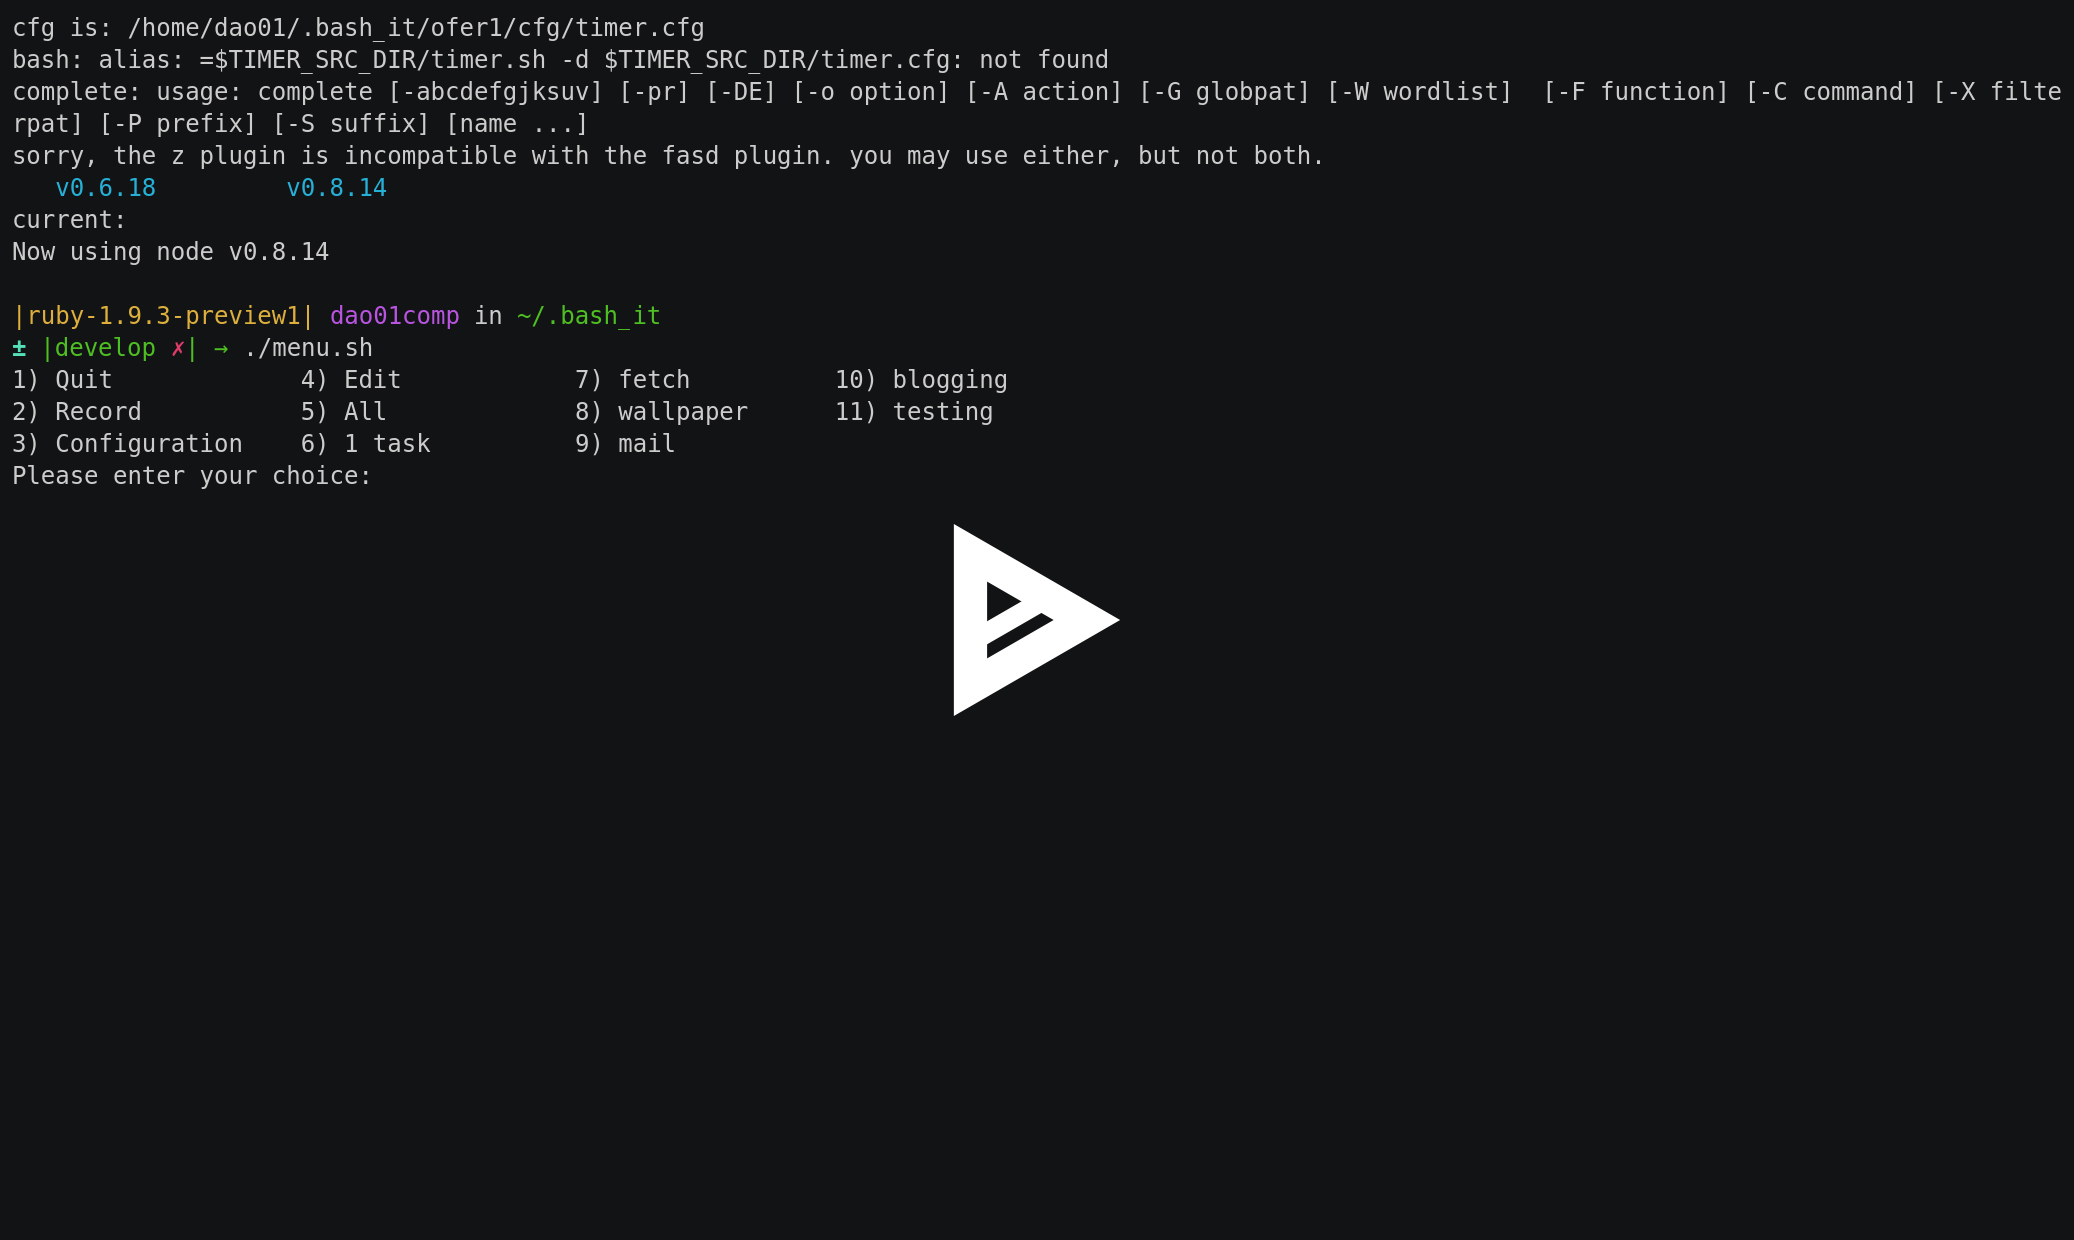 cfg is: /home/dao01/.bash_it/ofer1/cfg/timer.cfg
bash: alias: =$TIMER_SRC_DIR/timer.sh -d $TIMER_SRC_DIR/timer.cfg: not found
complete: usage: complete [-abcdefgjksuv] [-pr] [-DE] [-o option] [-A action] [-G globpat] [-W wordlist]  [-F function] [-C command] [-X filte
rpat] [-P prefix] [-S suffix] [name ...]
sorry, the z plugin is incompatible with the fasd plugin. you may use either, but not both.
   v0.6.18         v0.8.14
current:
Now using node v0.8.14
|ruby-1.9.3-preview1| dao01comp in ~/.bash_it
± |develop ✗| → ./menu.sh
1) Quit             4) Edit            7) fetch          10) blogging
2) Record           5) All             8) wallpaper      11) testing
3) Configuration    6) 1 task          9) mail
Please enter your choice: